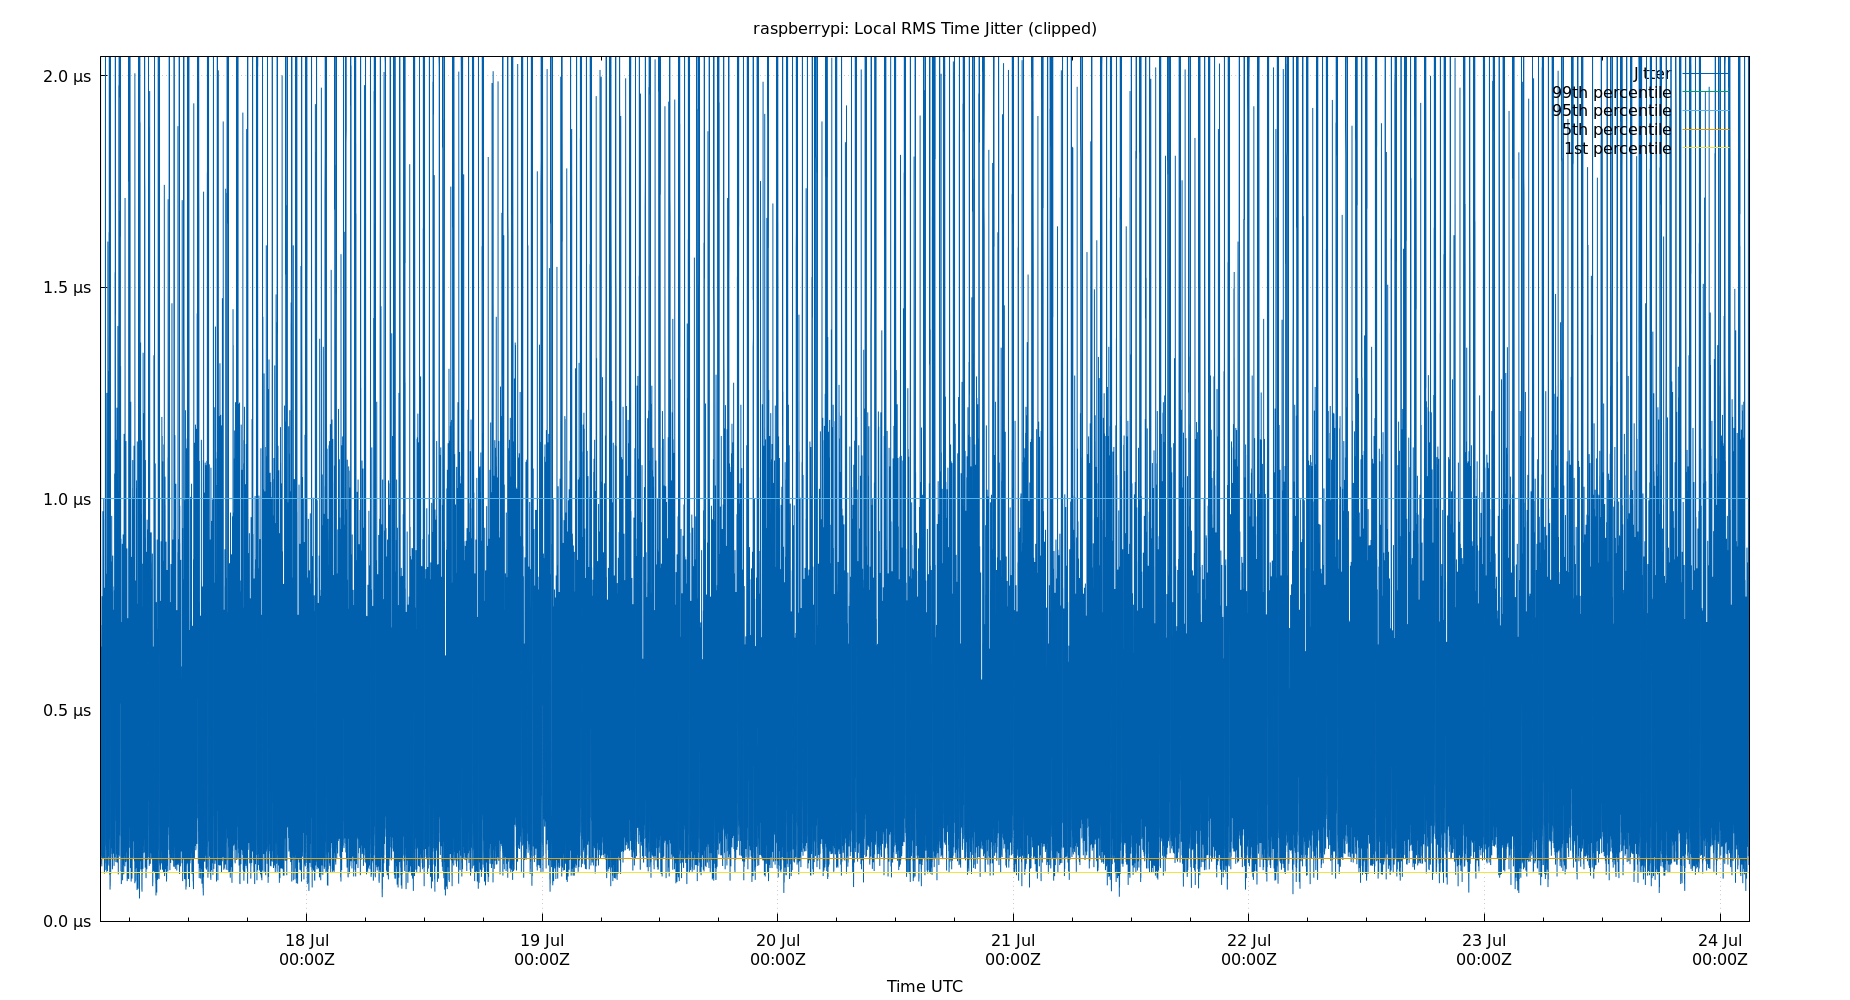 raspberrypi: Local RMS Time Jitter (clipped)
2.0 µs
1.5 µs
1.0 µs
0.5 µs
0.0 µs
Jitter
99th percentile
95th percentile
5th percentile
1st percentile
18 Jul 19 Jul 20 Jul 21 Jul 22 Jul 23 Jul 24 Jul
00:00Z 00:00Z 00:00Z 00:00Z 00:00Z 00:00Z 00:00Z
Time UTC